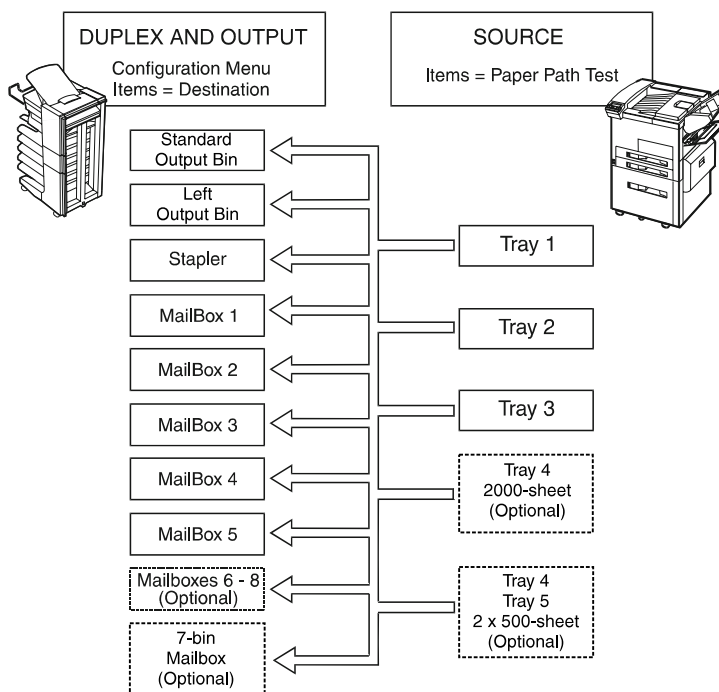 DUPLEX AND OUTPUT
Configuration Menu
Items = Destination
SOURCE
Items = Paper Path Test
Standard
Output Bin
Left
Output Bin
Stapler
MailBox 1
MailBox 2
MailBox 3
MailBox 4
MailBox 5
Mailboxes 6 - 8
(Optional)
7-bin
Mailbox
(Optional)
Tray 1
Tray 2
Tray 3
Tray 4
2000-sheet
(Optional)
Tray 4
Tray 5
2 x 500-sheet
(Optional)